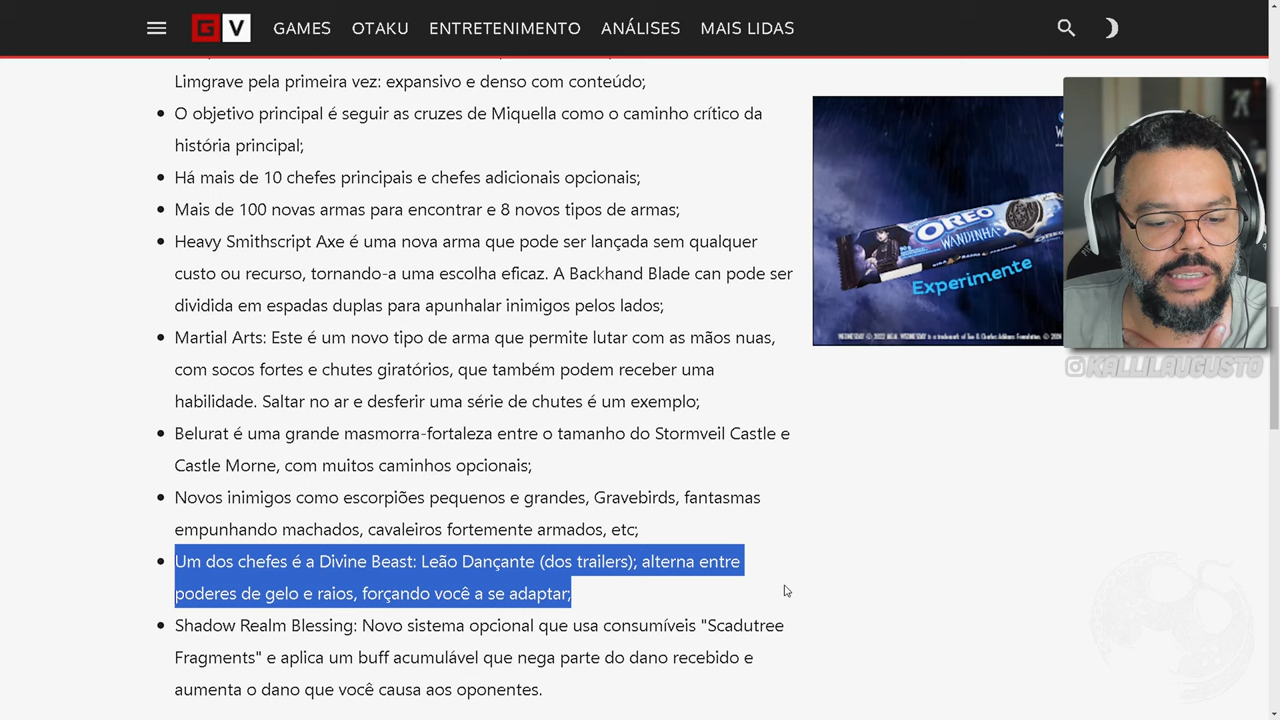 G V GAMES OTAKU ENTRETENIMENTO ANÁLISES MAIS LIDAS
Limgrave pela primeira vez: expansivo e denso com conteúdo;
O objetivo principal é seguir as cruzes de Miquella como o caminho crítico da
história principal;
Há mais de 10 chefes principais e chefes adicionais opcionais;
Mais de 100 novas armas para encontrar e 8 novos tipos de armas;
Heavy Smithscript Axe é uma nova arma que pode ser lançada sem qualquer
custo ou recurso, tornando-a uma escolha eficaz. A Backhand Blade can pode ser
dividida em espadas duplas para apunhalar inimigos pelos lados;
Martial Arts: Este é um novo tipo de arma que permite lutar com as mãos nuas,
com socos fortes e chutes giratórios, que também podem receber uma
habilidade. Saltar no ar e desferir uma série de chutes é um exemplo;
Belurat é uma grande masmorra-fortaleza entre o tamanho do Stormveil Castle e
Castle Morne, com muitos caminhos opcionais;
Novos inimigos como escorpiões pequenos e grandes, Gravebirds, fantasmas
empunhando machados, cavaleiros fortemente armados, etc;
Um dos chefes é a Divine Beast: Leão Dançante (dos trailers); alterna entre
poderes de gelo e raios, forçando você a se adaptar;
Shadow Realm Blessing: Novo sistema opcional que usa consumíveis "Scadutree
Fragments" e aplica um buff acumulável que nega parte do dano recebido e
aumenta o dano que você causa aos oponentes.
OREO
WANDINHA
Experimente
@KALLILAUGUSTO